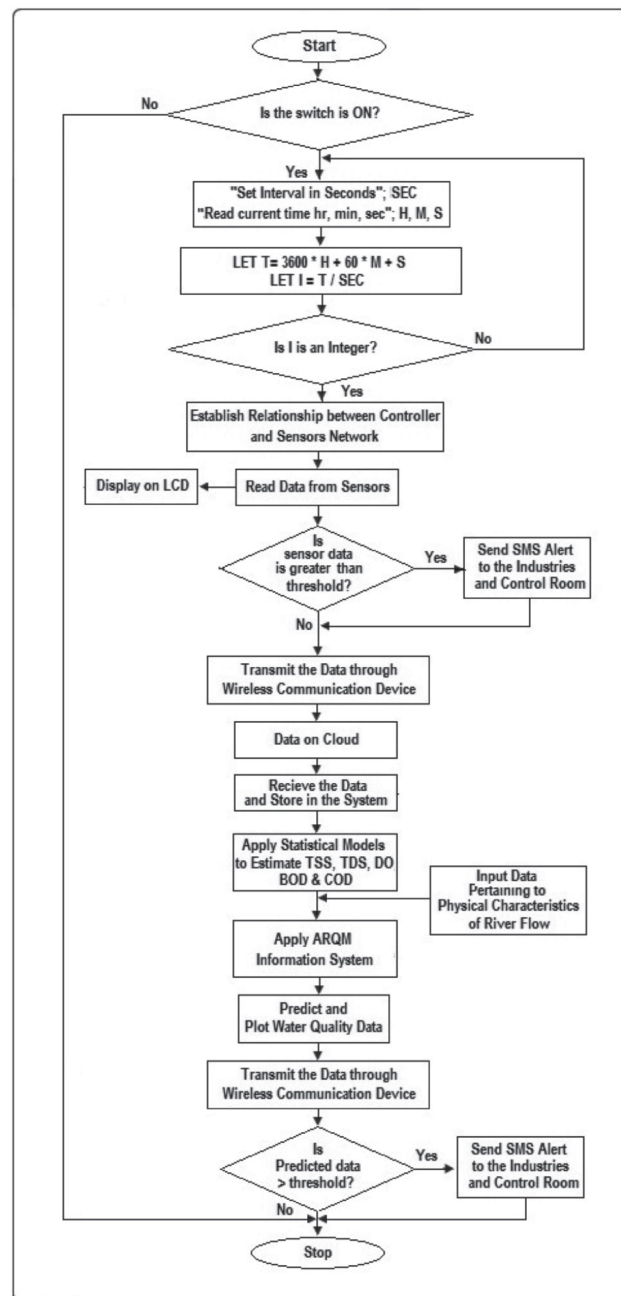 Start
Is the switch is ON?
No
Yes
"Set Interval in Seconds"; SEC
"Read current time hr, min, sec"; H, M, S
LET T= 3600 * H + 60 * M + S
LET I = T / SEC
Is I is an Integer?
No
Yes
Establish Relationship between Controller
and Sensors Network
Display on LCD
Read Data from Sensors
Is
sensor data
is greater than
threshold?
Yes
Send SMS Alert
to the Industries
and Control Room
No
Transmit the Data through
Wireless Communication Device
Data on Cloud
Recieve the Data
and Store in the System
Apply Statistical Models
to Estimate TSS, TDS, DO
BOD & COD
Input Data
Pertaining to
Physical Characteristics
of River Flow
Apply ARQM
Information System
Predict and
Plot Water Quality Data
Transmit the Data through
Wireless Communication Device
Is
Predicted data
> threshold?
Yes
Send SMS Alert
to the Industries
and Control Room
No
Stop